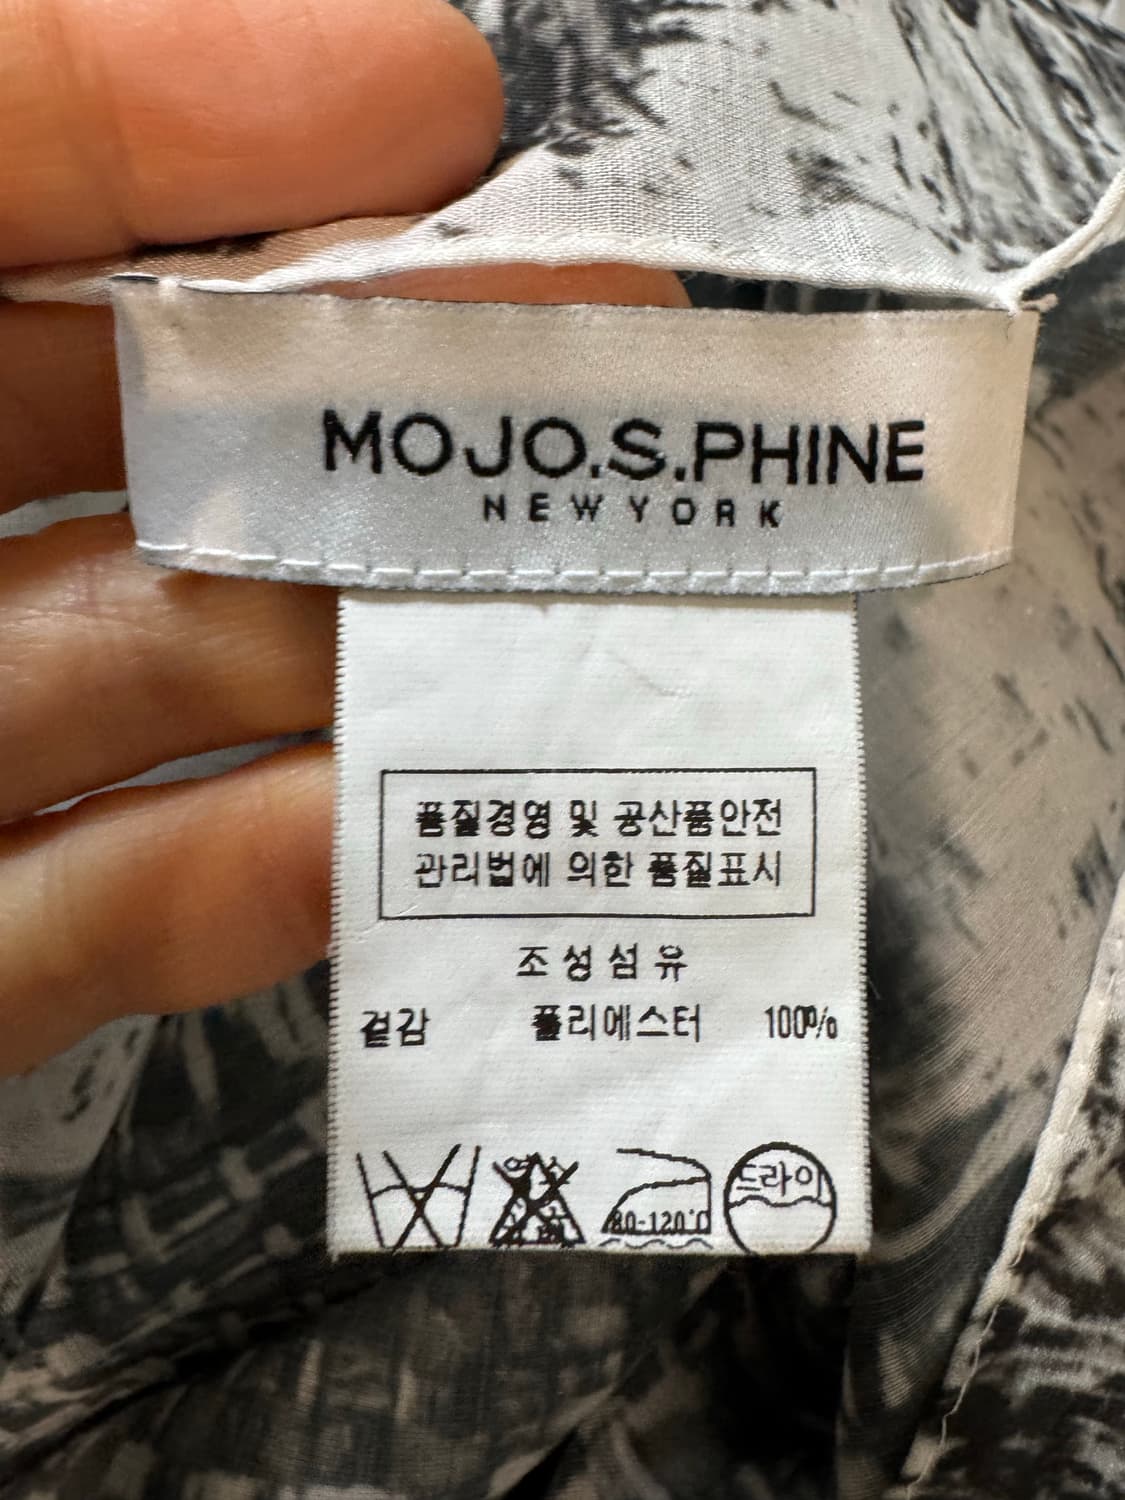 MOJO.S.PHINE
NEW YORK
품질경영 및 공산품안전
관리법에 의한 품질표시
조성섬유
겉감 폴리에스터 100%
80-120℃ 드라이